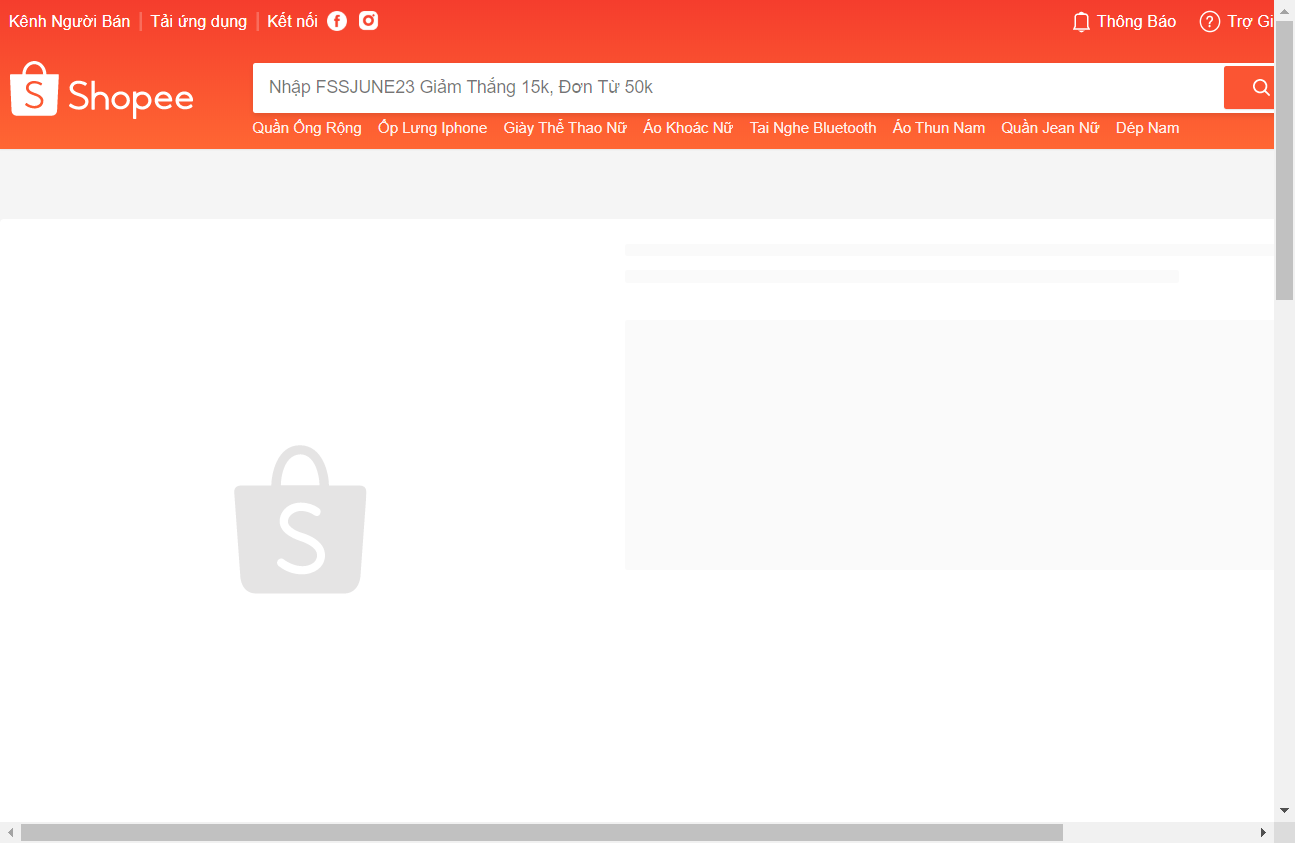 Kênh Người Bán Tải ứng dụng Kết nối Thông Báo Trợ Gi
Shopee
Nhập FSSJUNE23 Giảm Thắng 15k, Đơn Từ 50k
Quần Ống Rộng Ốp Lưng Iphone Giày Thể Thao Nữ Áo Khoác Nữ Tai Nghe Bluetooth Áo Thun Nam Quần Jean Nữ Dép Nam